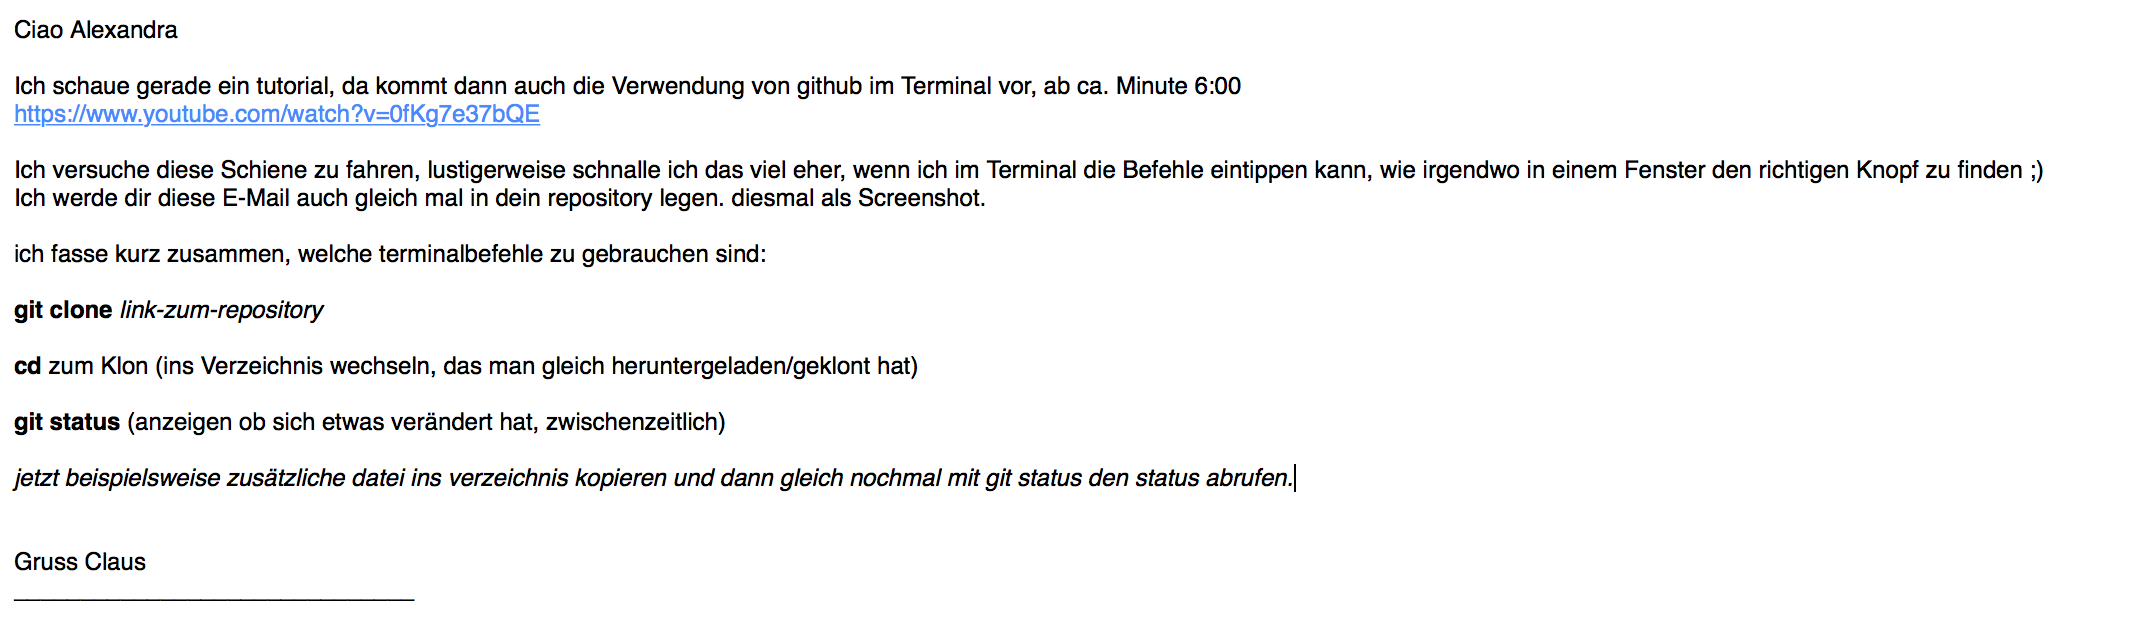 Ciao Alexandra
Ich schaue gerade ein tutorial, da kommt dann auch die Verwendung von github im Terminal vor, ab ca. Minute 6:00
https://www.youtube.com/watch?v=0fKg7e37bQE
Ich versuche diese Schiene zu fahren, lustigerweise schnalle ich das viel eher, wenn ich im Terminal die Befehle eintippen kann, wie irgendwo in einem Fenster den richtigen Knopf zu finden ;)
Ich werde dir diese E-Mail auch gleich mal in dein repository legen. diesmal als Screenshot.
ich fasse kurz zusammen, welche terminalbefehle zu gebrauchen sind:
git clone link-zum-repository
cd zum Klon (ins Verzeichnis wechseln, das man gleich heruntergeladen/geklont hat)
git status (anzeigen ob sich etwas verändert hat, zwischenzeitlich)
jetzt beispielsweise zusätzliche datei ins verzeichnis kopieren und dann gleich nochmal mit git status den status abrufen.
Gruss Claus